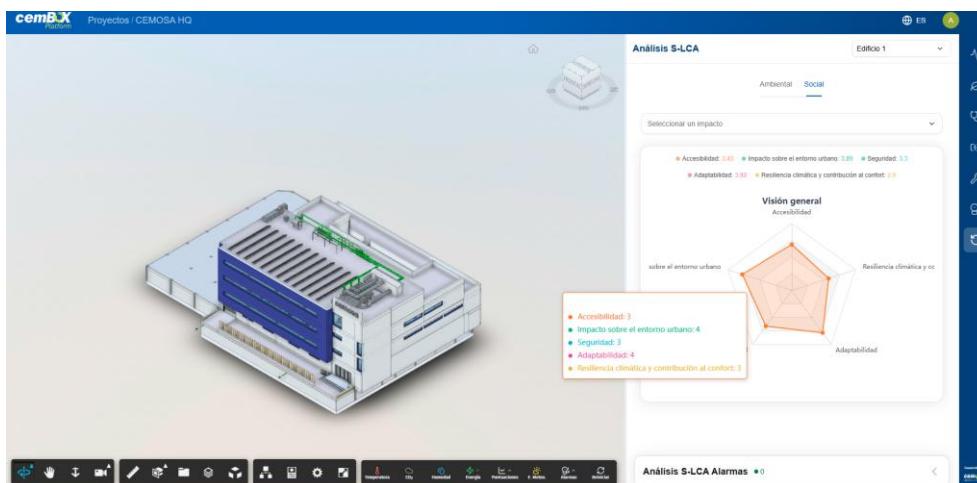 cemBOX
Platform
Proyectos / CEMOSA HQ
ES
A
Análisis S-LCA
Edificio 1
Ambiental Social
Seleccionar un impacto
Accesibilidad: 3.43 Impacto sobre el entorno urbano: 3.89 Seguridad: 3.3
Adaptabilidad: 3.93 Resiliencia climática y contribución al confort: 2.9
Visión general
Accesibilidad
sobre el entorno urbano
Resiliencia climática y cc
Adaptabilidad
Accesibilidad: 3
Impacto sobre el entorno urbano: 4
Seguridad: 3
Adaptabilidad: 4
Resiliencia climática y contribución al confort: 3
Temperatura
Humedad
Energía
Puntuaciones
Alarmas
Reiniciar
Análisis S-LCA Alarmas 0